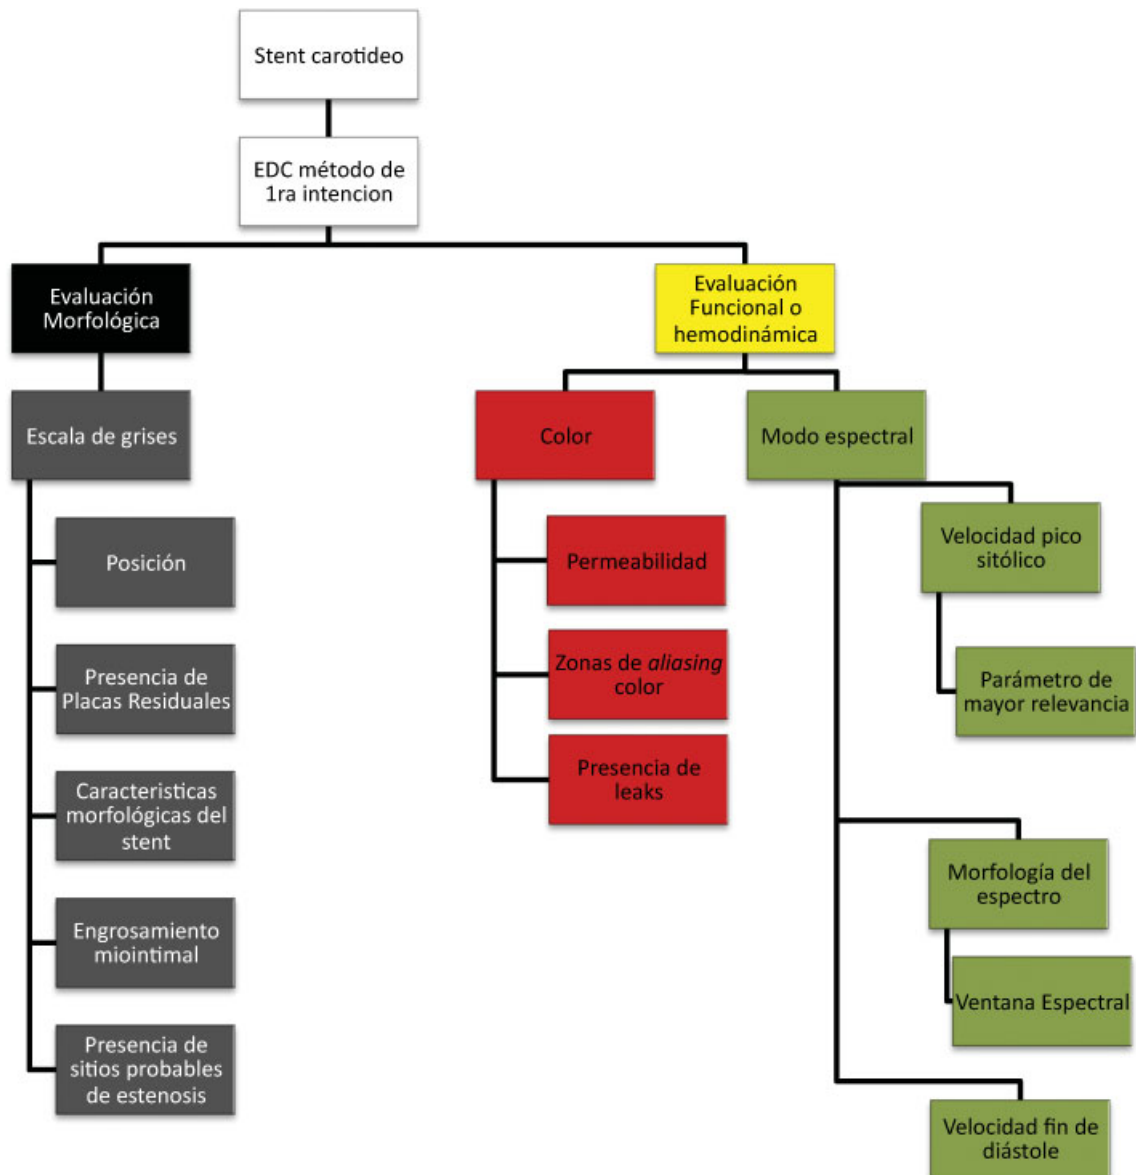 Stent carotideo
EDC método de
1ra intencion
Evaluación
Morfológica
Evaluación
Funcional o
hemodinámica
Escala de grises
Color
Modo espectral
Posición
Presencia de
Placas Residuales
Caracteristicas
morfológicas del
stent
Engrosamiento
miointimal
Presencia de
sitios probables
de estenosis
Permeabilidad
Zonas de aliasing
color
Presencia de
leaks
Velocidad pico
sitólico
Parámetro de
mayor relevancia
Morfología del
espectro
Ventana Espectral
Velocidad fin de
diástole